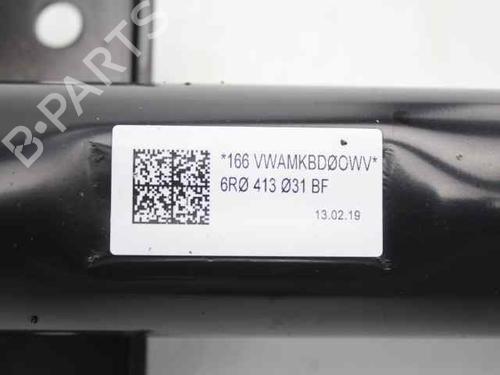 B-PARTS
*166 VWAMKBDØOWV*
6RØ 413 Ø31 BF
13.02.19